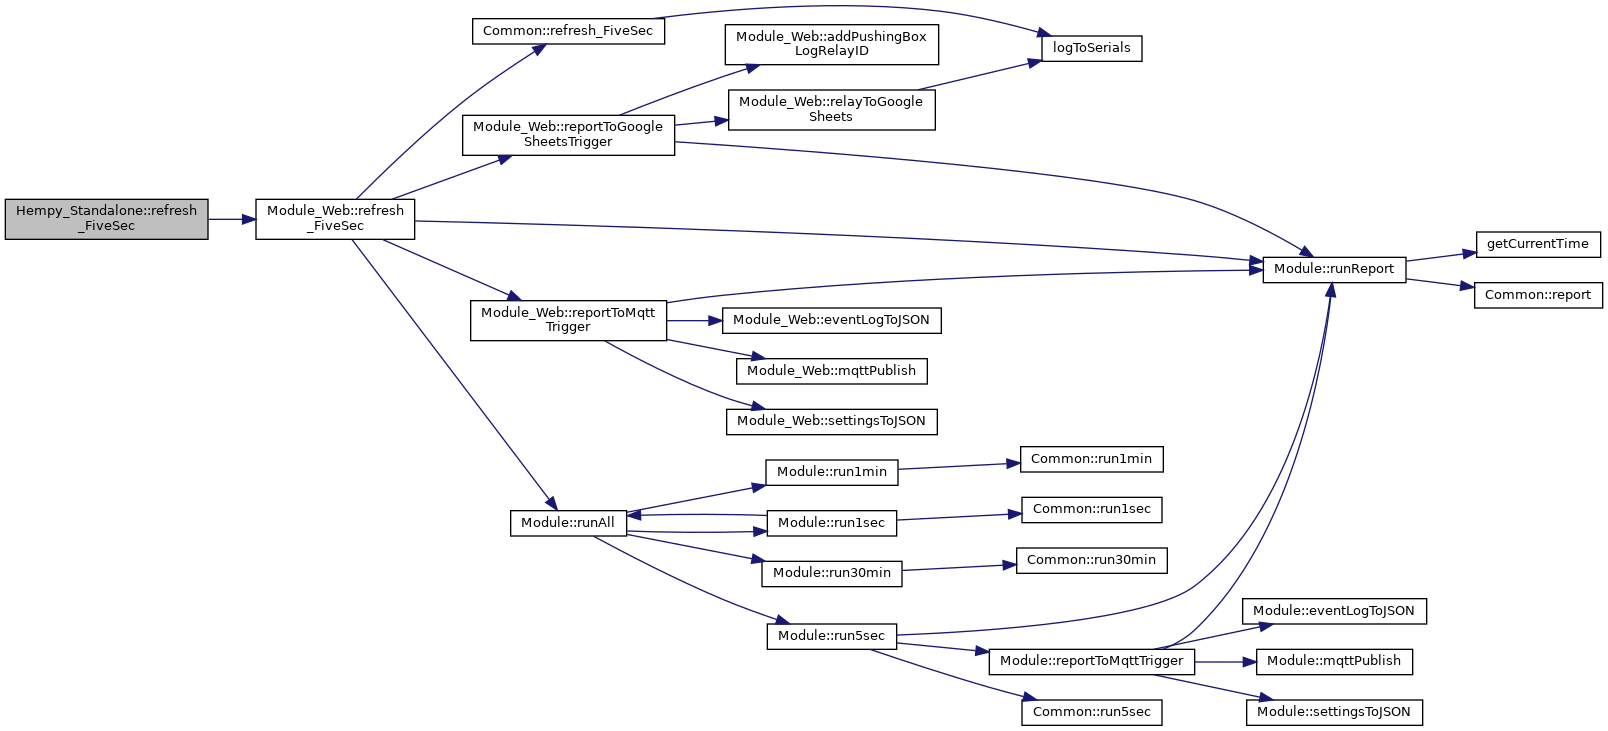 Hempy_Standalone::refresh
_FiveSec
Module_Web::refresh
_FiveSec
Common::refresh_FiveSec
Module_Web::reportToGoogle
SheetsTrigger
Module_Web::addPushingBox
LogRelayID
Module_Web::relayToGoogle
Sheets
logToSerials
Module_Web::reportToMqtt
Trigger
Module_Web::eventLogToJSON
Module_Web::mqttPublish
Module_Web::settingsToJSON
Module::runReport
getCurrentTime
Common::report
Module::runAll
Module::run1min
Common::run1min
Module::run1sec
Common::run1sec
Module::run30min
Common::run30min
Module::run5sec
Module::reportToMqttTrigger
Common::run5sec
Module::eventLogToJSON
Module::mqttPublish
Module::settingsToJSON